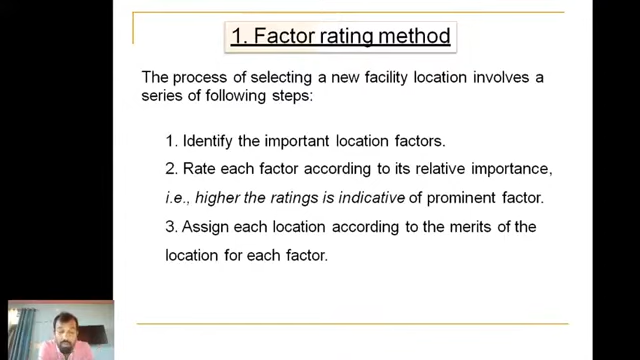 1. Factor rating method
The process of selecting a new facility location involves a
series of following steps:
1. Identify the important location factors.
2. Rate each factor according to its relative importance,
i.e., higher the ratings is indicative of prominent factor.
3. Assign each location according to the merits of the
location for each factor.